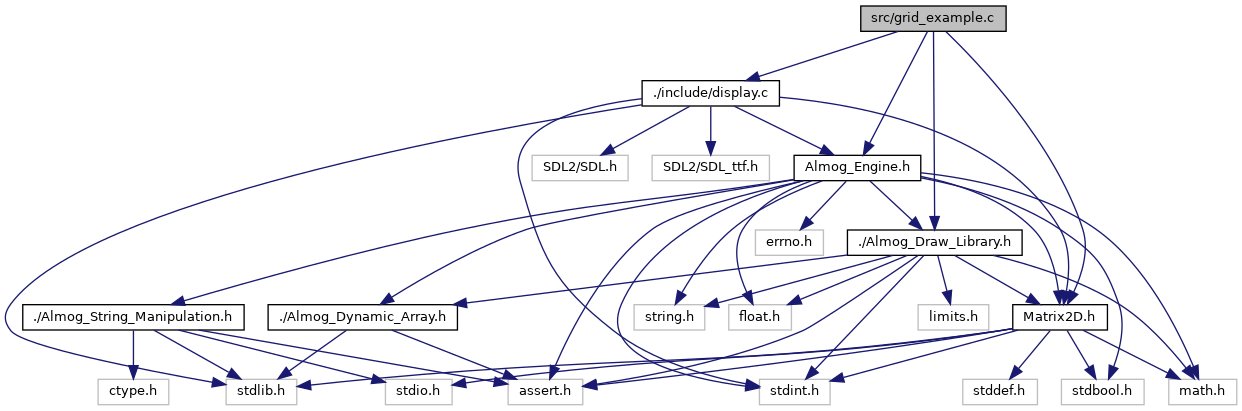 src/grid_example.c
./include/display.c
SDL2/SDL.h
SDL2/SDL_ttf.h
Almog_Engine.h
errno.h
./Almog_Draw_Library.h
./Almog_String_Manipulation.h
./Almog_Dynamic_Array.h
string.h
float.h
limits.h
Matrix2D.h
ctype.h
stdlib.h
stdio.h
assert.h
stdint.h
stddef.h
stdbool.h
math.h